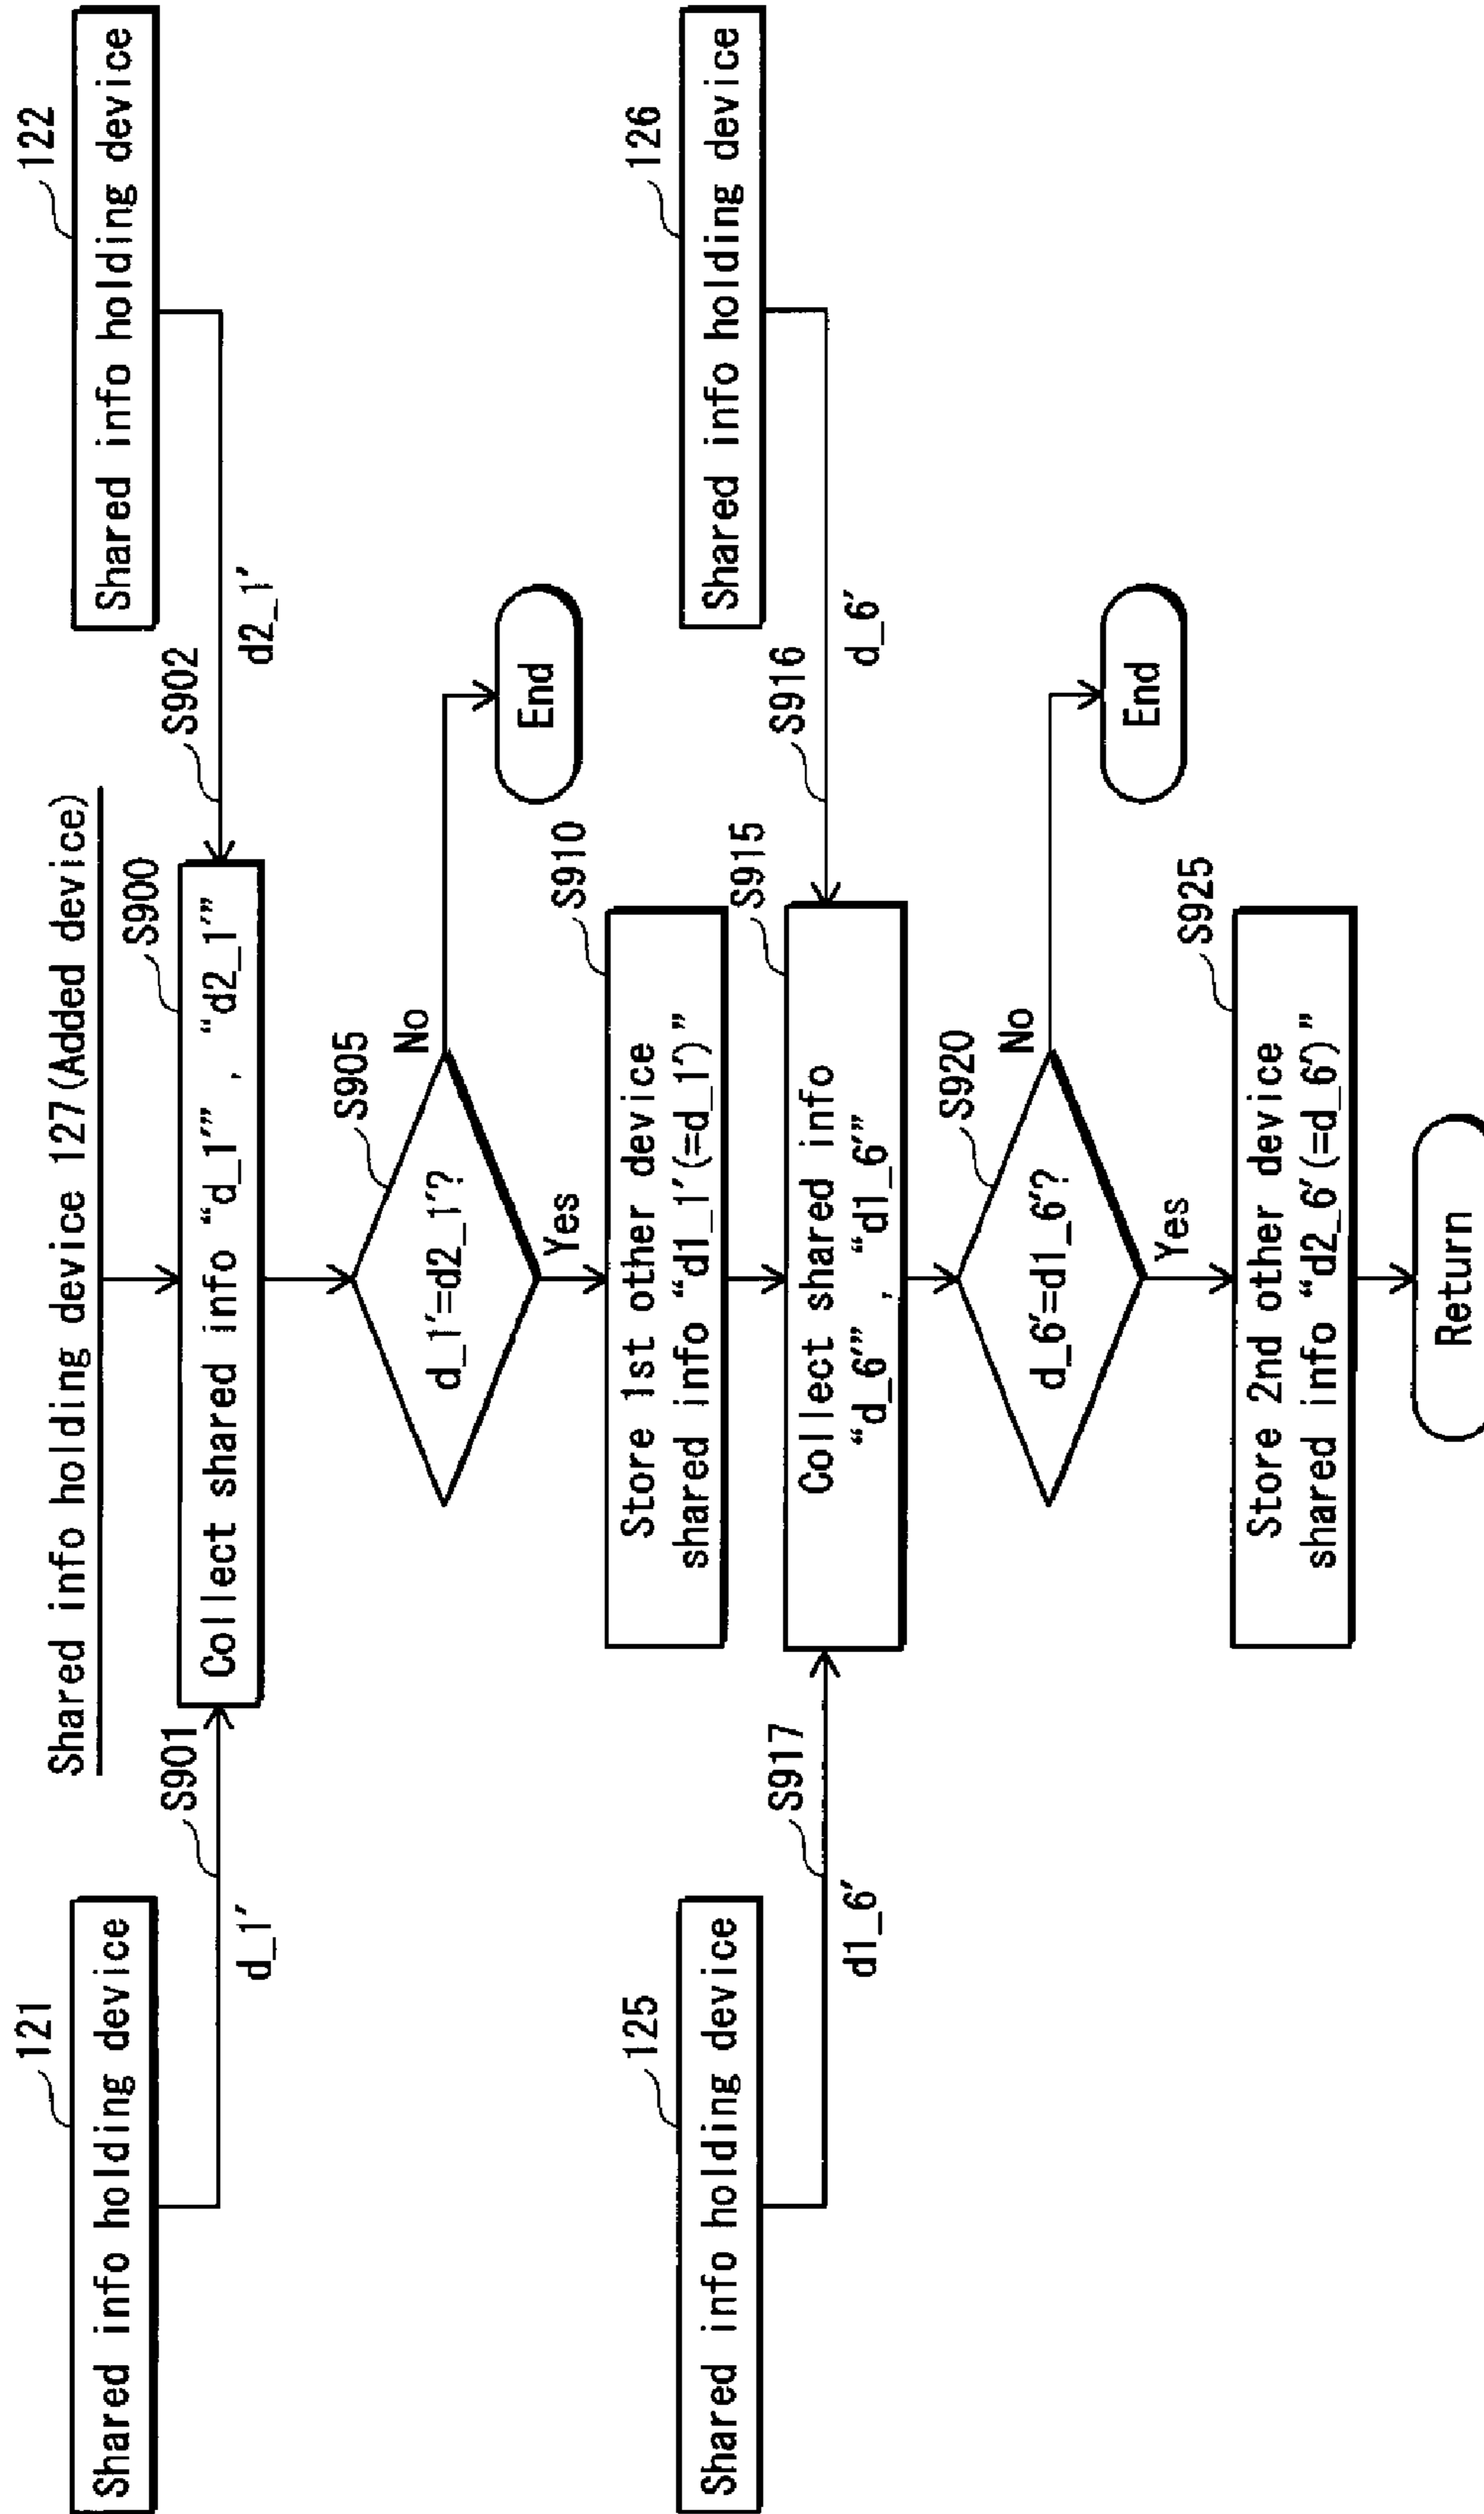 Shared info holding device 127(Added device)
121
Shared info holding device
122
Shared info holding device
S901
d_1'
S902
d2_1'
S900
Collect shared info “d_1'”, “d2_1'”
S905
d_1'=d2_1'?
No
End
Yes
S910
Store 1st other device
shared info “d1_1'(=d_1')”
125
Shared info holding device
126
Shared info holding device
S917
d1_6'
S916
d_6'
S915
Collect shared info
“d_6'”, “d1_6'”
S920
d_6'=d1_6'?
No
End
Yes
S925
Store 2nd other device
shared info “d2_6'(=d_6')”
Return